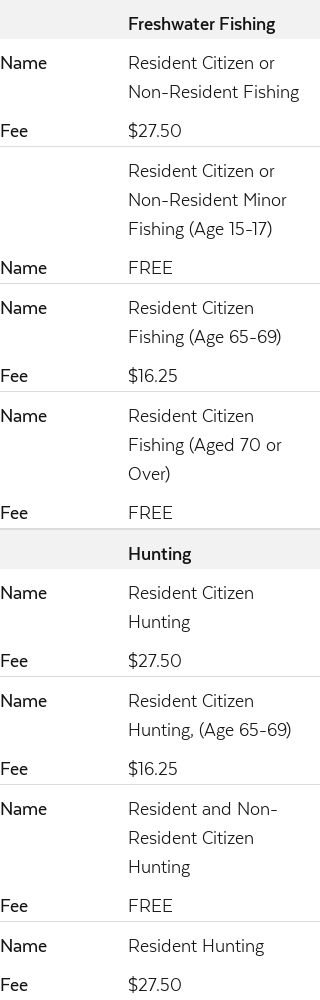 Freshwater Fishing
Name Resident Citizen or
Non-Resident Fishing
Fee $27.50
Resident Citizen or
Non-Resident Minor
Fishing (Age 15-17)
Name FREE
Name Resident Citizen
Fishing (Age 65-69)
Fee $16.25
Name Resident Citizen
Fishing (Aged 70 or
Over)
Fee FREE
Hunting
Name Resident Citizen
Hunting
Fee $27.50
Name Resident Citizen
Hunting, (Age 65-69)
Fee $16.25
Name Resident and Non-
Resident Citizen
Hunting
Fee FREE
Name Resident Hunting
Fee $27.50